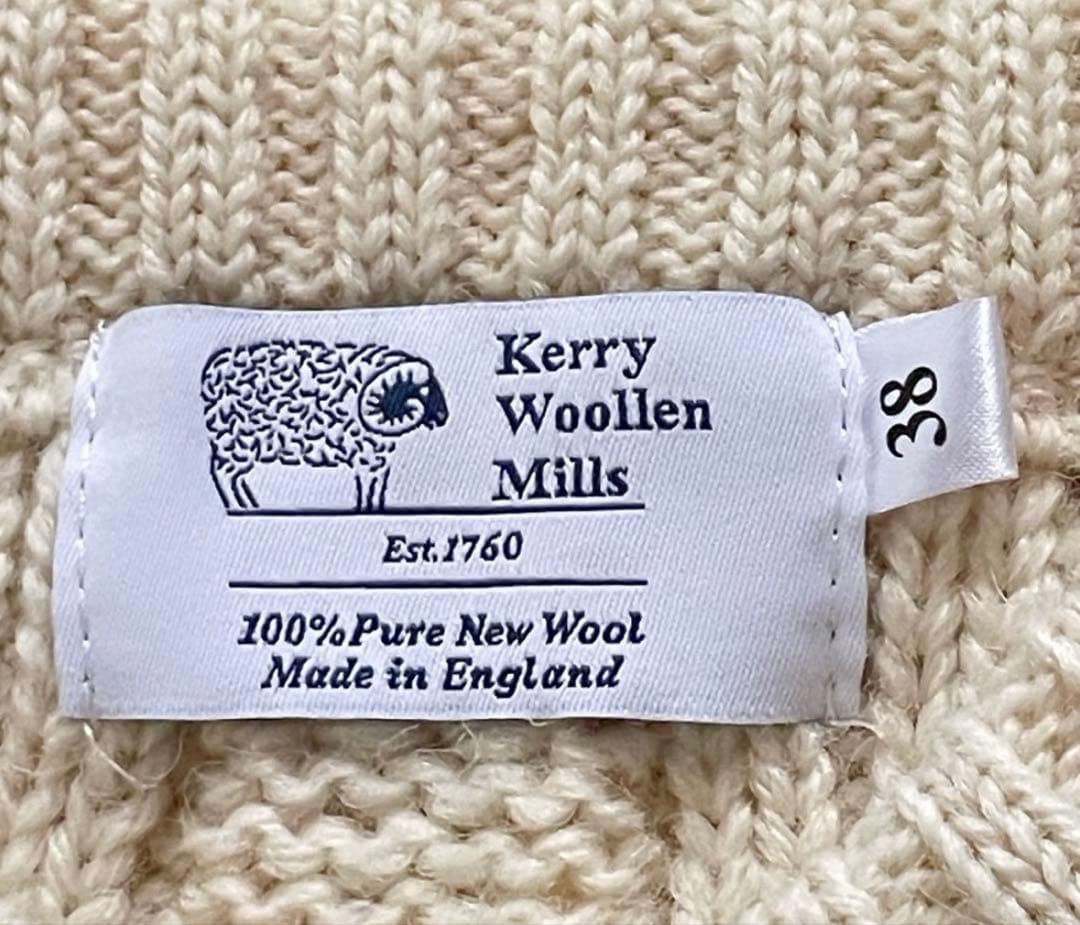 Kerry
Woollen
Mills
Est.1760
100%Pure New Wool
Made in England
38